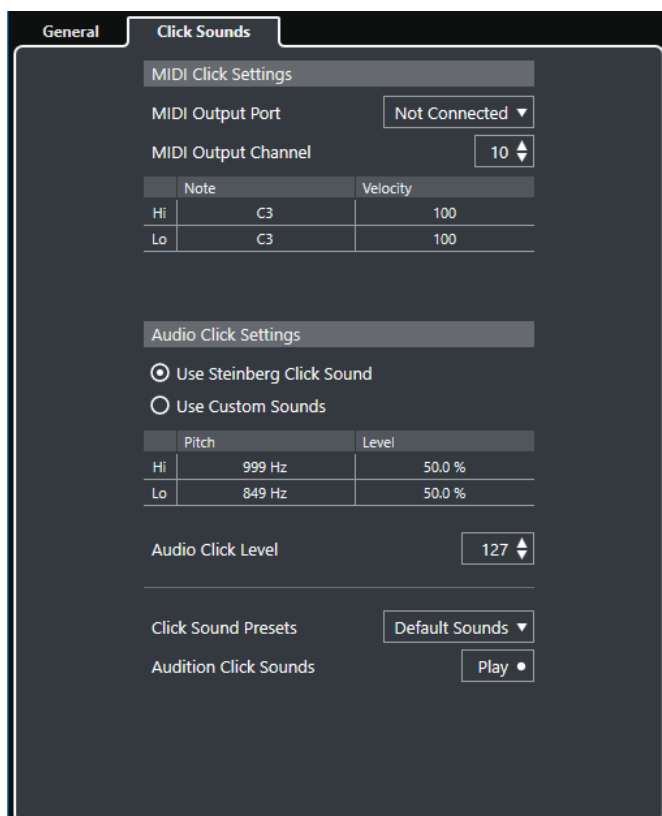 General Click Sounds
MIDI Click Settings
MIDI Output Port Not Connected
MIDI Output Channel 10
Note Velocity
Hi C3 100
Lo C3 100
Audio Click Settings
Use Steinberg Click Sound
Use Custom Sounds
Pitch Level
Hi 999 Hz 50.0 %
Lo 849 Hz 50.0 %
Audio Click Level 127
Click Sound Presets Default Sounds
Audition Click Sounds Play